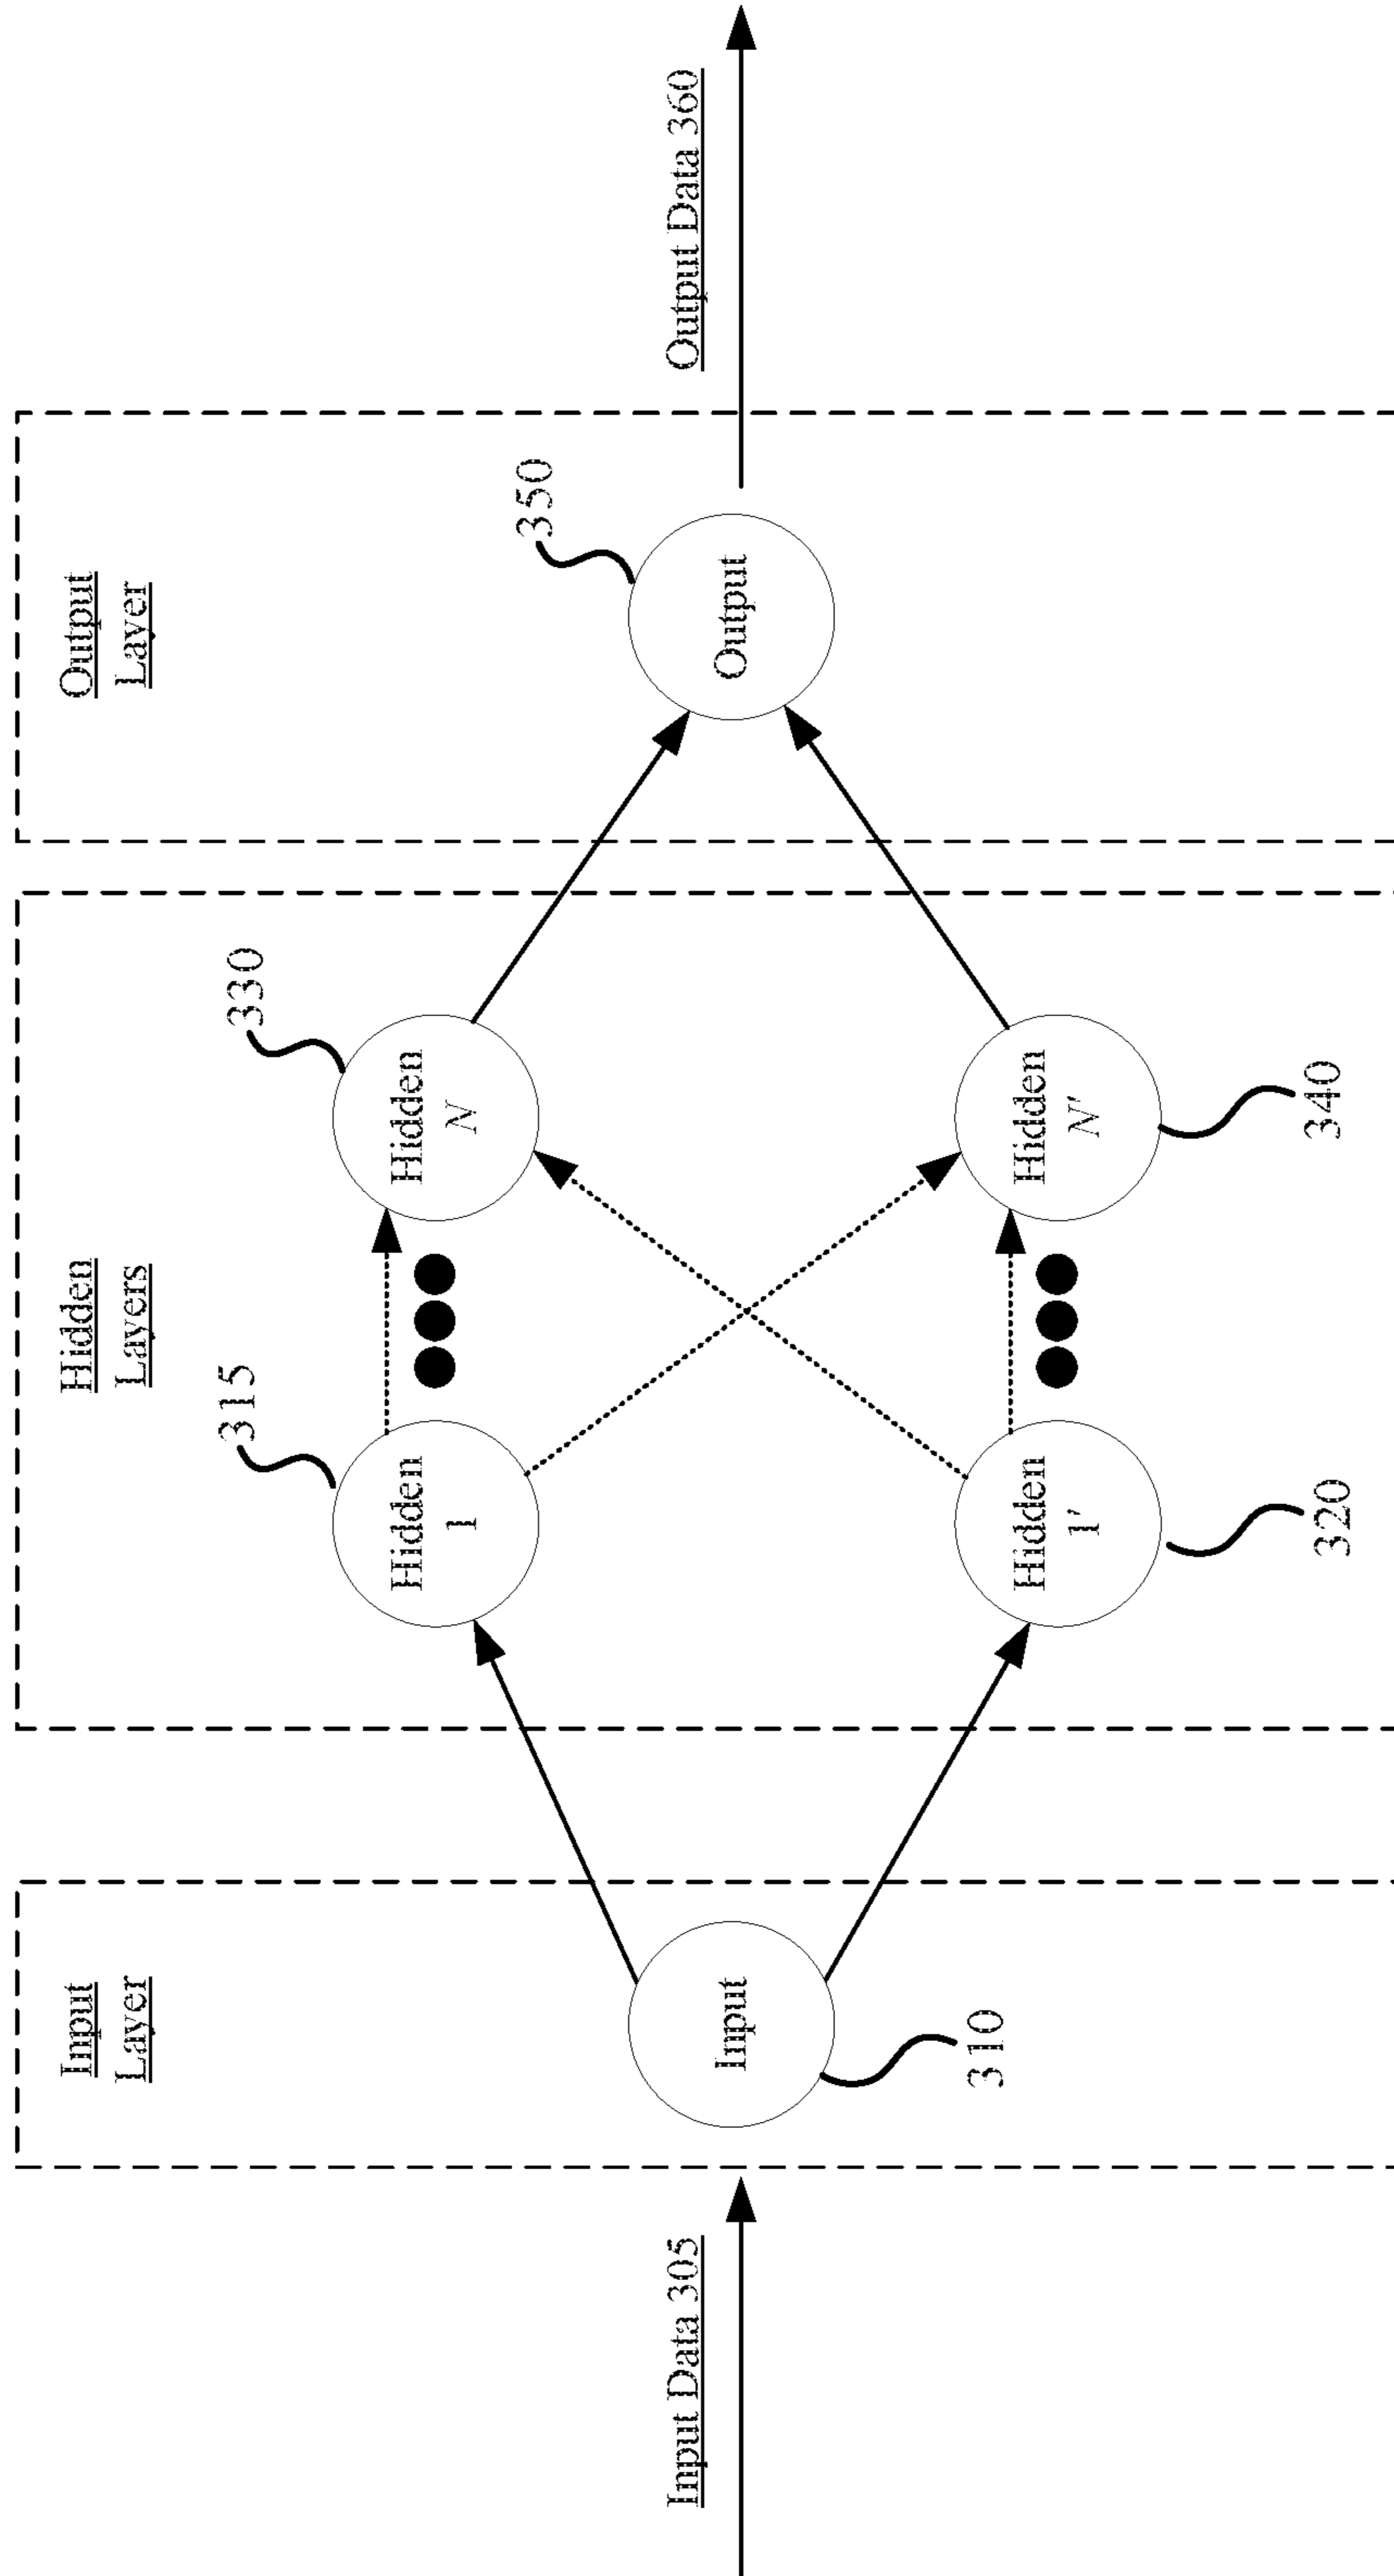 Input
Layer
Hidden
Layers
Output
Layer
Input Data 305
Input
310
315
Hidden
1
Hidden
1'
320
330
Hidden
N
Hidden
N'
340
350
Output
Output Data 360